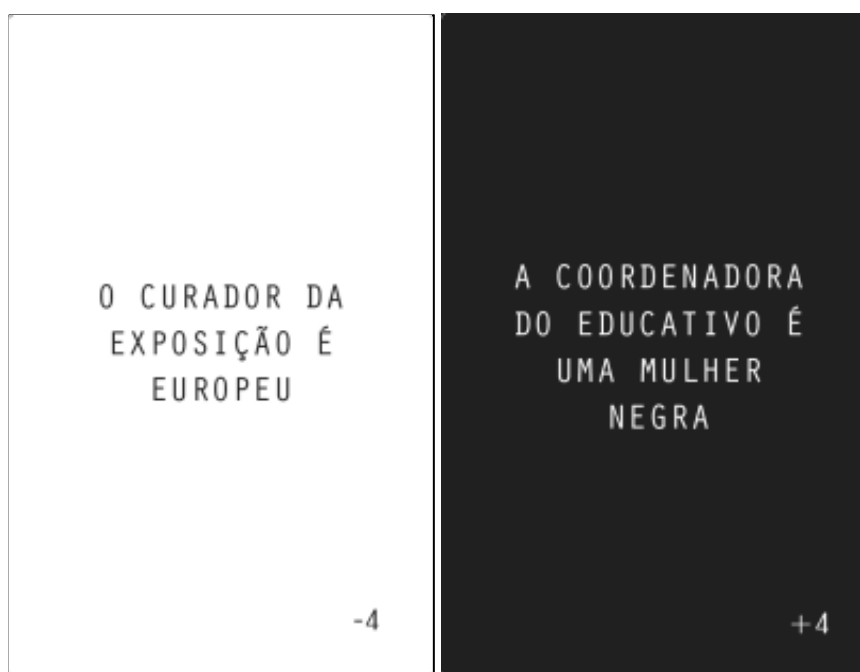 O CURADOR DA
EXPOSIÇÃO É
EUROPEU
-4
A COORDENADORA
DO EDUCATIVO É
UMA MULHER
NEGRA
+4